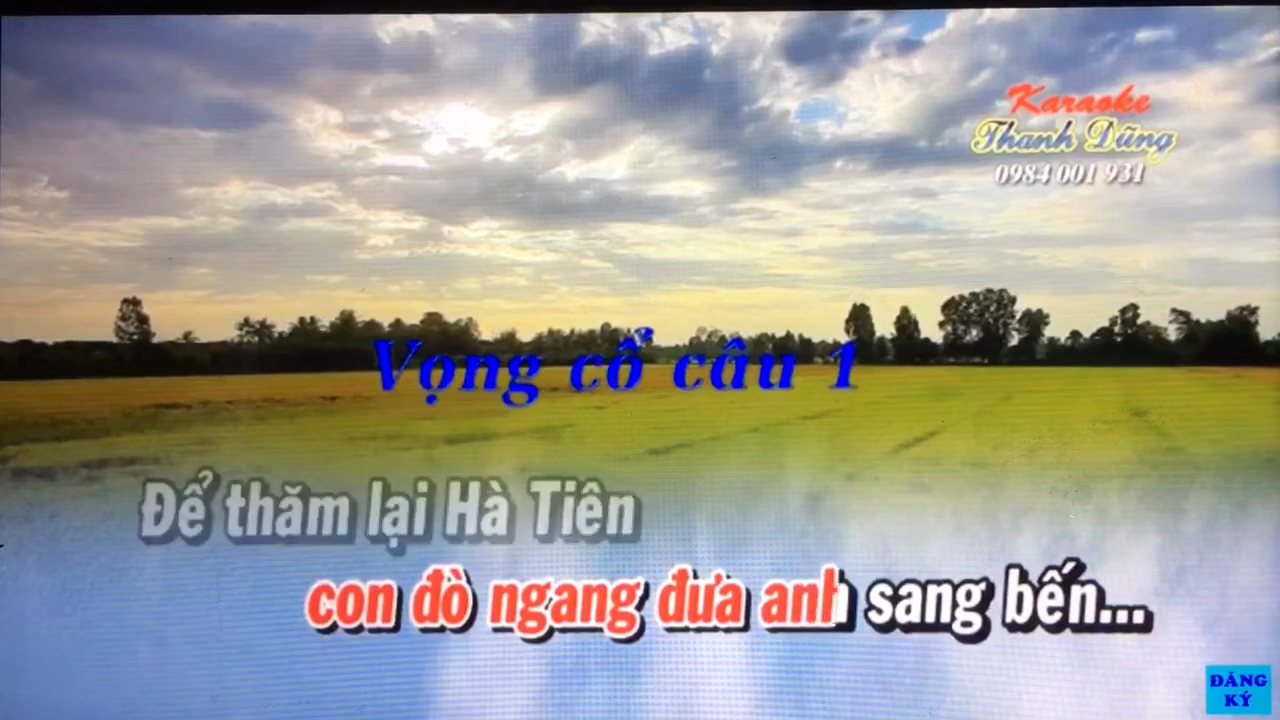 Karaoke
Thanh Dũng
0984 001 931
Vọng cổ câu 1
Để thăm lại Hà Tiên
con đò ngang đưa anh sang bến...
ĐĂNG
KÝ